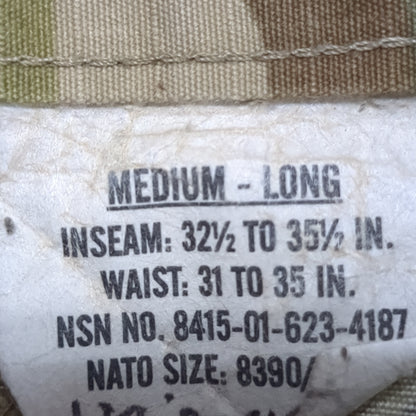 MEDIUM - LONG
INSEAM: 32½ TO 35½ IN.
WAIST: 31 TO 35 IN.
NSN NO. 8415-01-623-4187
NATO SIZE: 8390/